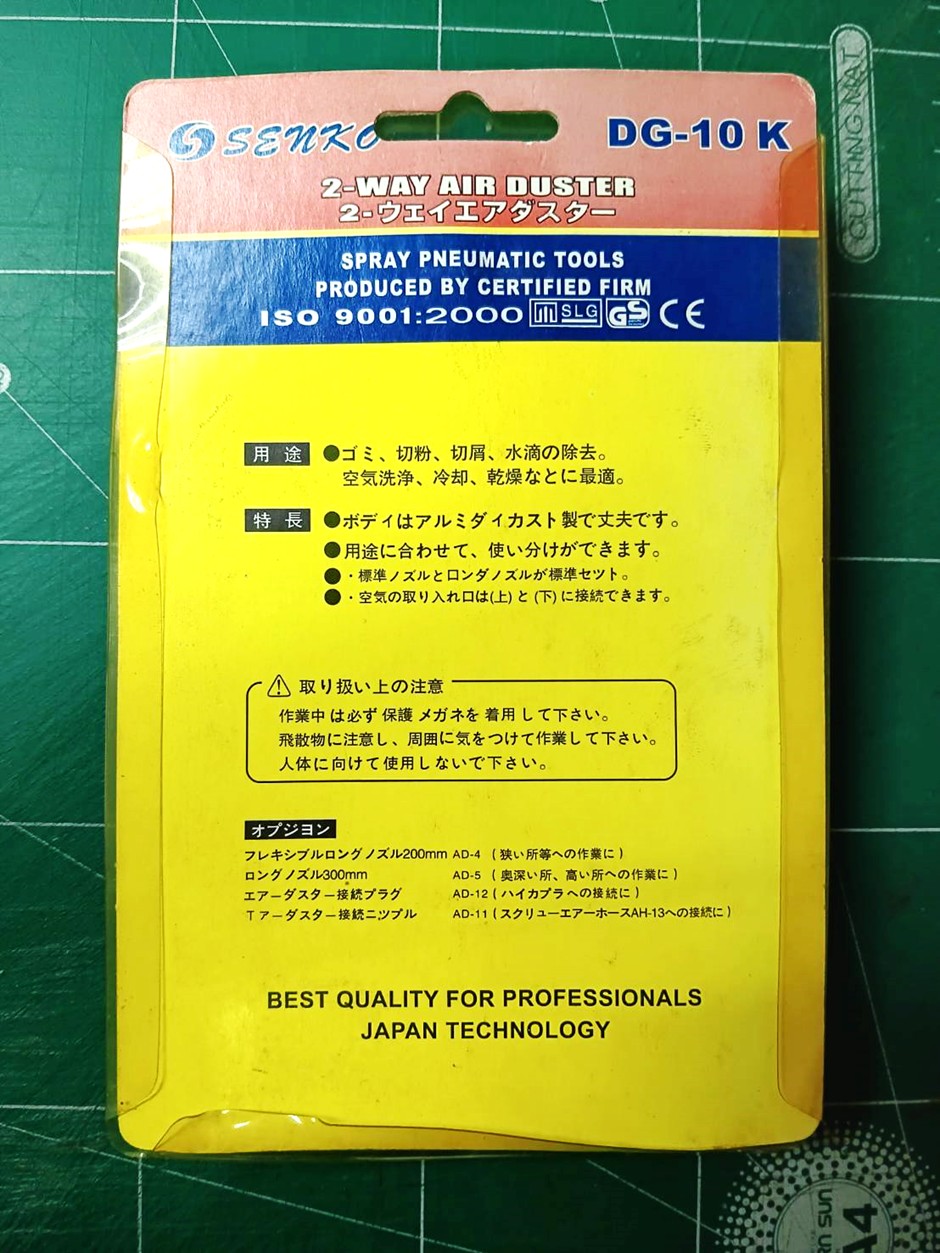 SENKO
DG-10 K
2-WAY AIR DUSTER
2-ウェイエアダスター
SPRAY PNEUMATIC TOOLS
PRODUCED BY CERTIFIED FIRM
ISO 9001:2000 SLG GS CE
用途 ●ゴミ、切粉、切屑、水滴の除去。
空気洗浄、冷却、乾燥などに最適。
特長 ●ボディはアルミダイカスト製で丈夫です。
●用途に合わせて、使い分けができます。
●・標準ノズルとロンダノズルが標準セツト。
●・空気の取り入れ口は(上)と(下)に接続できます。
⚠ 取り扱い上の注意
作業中は必ず保護メガネを着用して下さい。
飛散物に注意し、周囲に気をつけて作業して下さい。
人体に向けて使用しないで下さい。
オプジヨン
フレキシブルロングノズル200mm AD-4 (狭い所等への作業に)
ロングノズル300mm AD-5 (奥深い所、高い所への作業に)
エアーダスター接続プラグ AD-12 (ハイカプラへの接続に)
Tアーダスター接続ニツプル AD-11 (スクリューエアーホースAH-13への接続に)
BEST QUALITY FOR PROFESSIONALS
JAPAN TECHNOLOGY
CUTTING MAT
SUN
A4